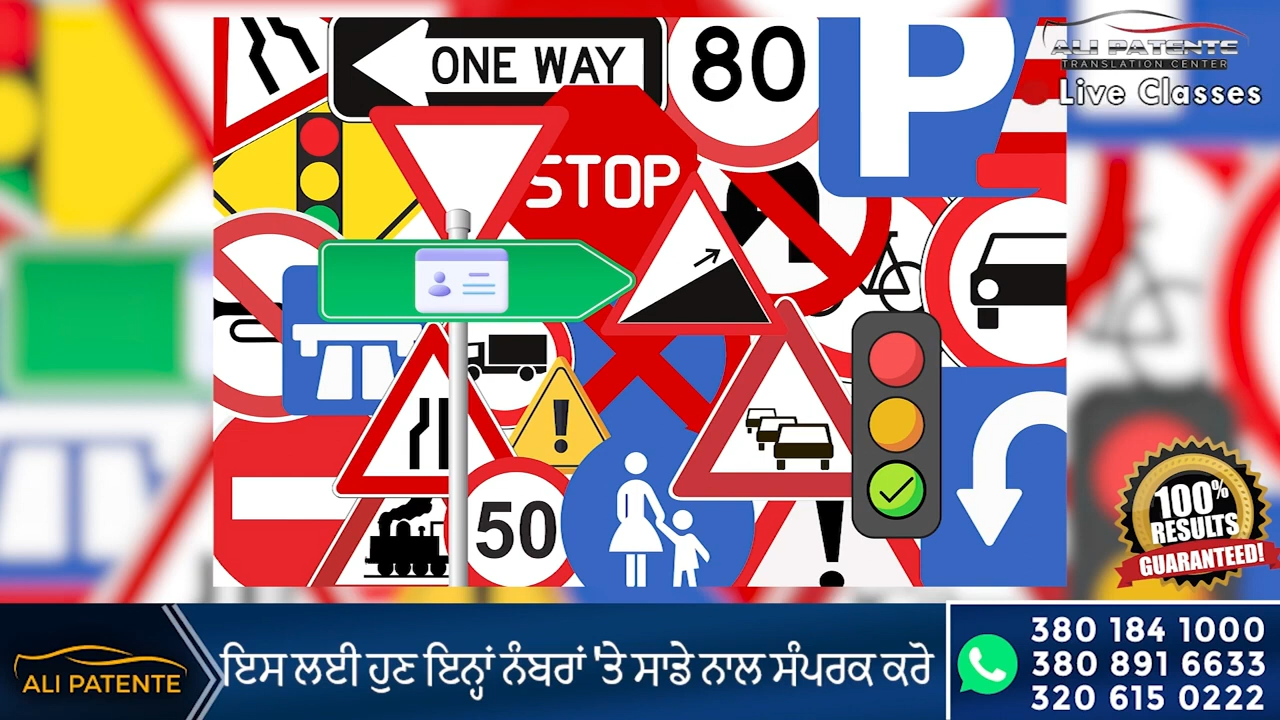 ONE WAY
80
P
ALI PATENTE
TRANSLATION CENTER
Live Classes
STOP
50
100%
RESULTS
GUARANTEED!
ALI PATENTE
ਇਸ ਲਈ ਹੁਣ ਇਨ੍ਹਾਂ ਨੰਬਰਾਂ 'ਤੇ ਸਾਡੇ ਨਾਲ ਸੰਪਰਕ ਕਰੋ
380 184 1000
380 891 6633
320 615 0222